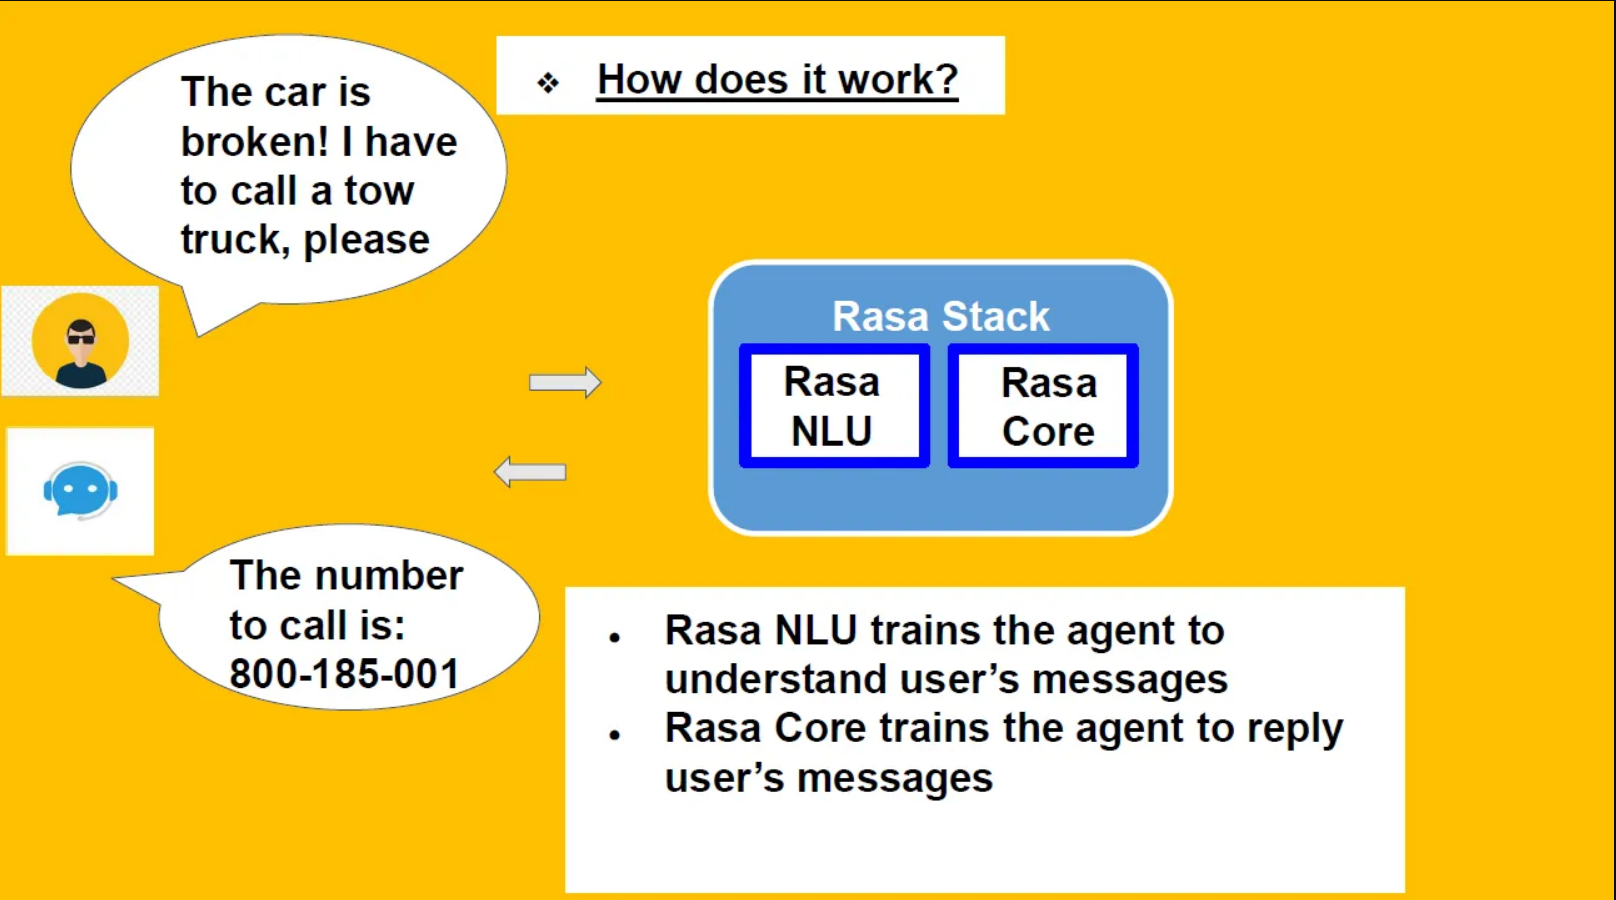 ❖ How does it work?
The car is
broken! I have
to call a tow
truck, please
Rasa Stack
Rasa
NLU
Rasa
Core
The number
to call is:
800-185-001
• Rasa NLU trains the agent to
understand user’s messages
• Rasa Core trains the agent to reply
user’s messages